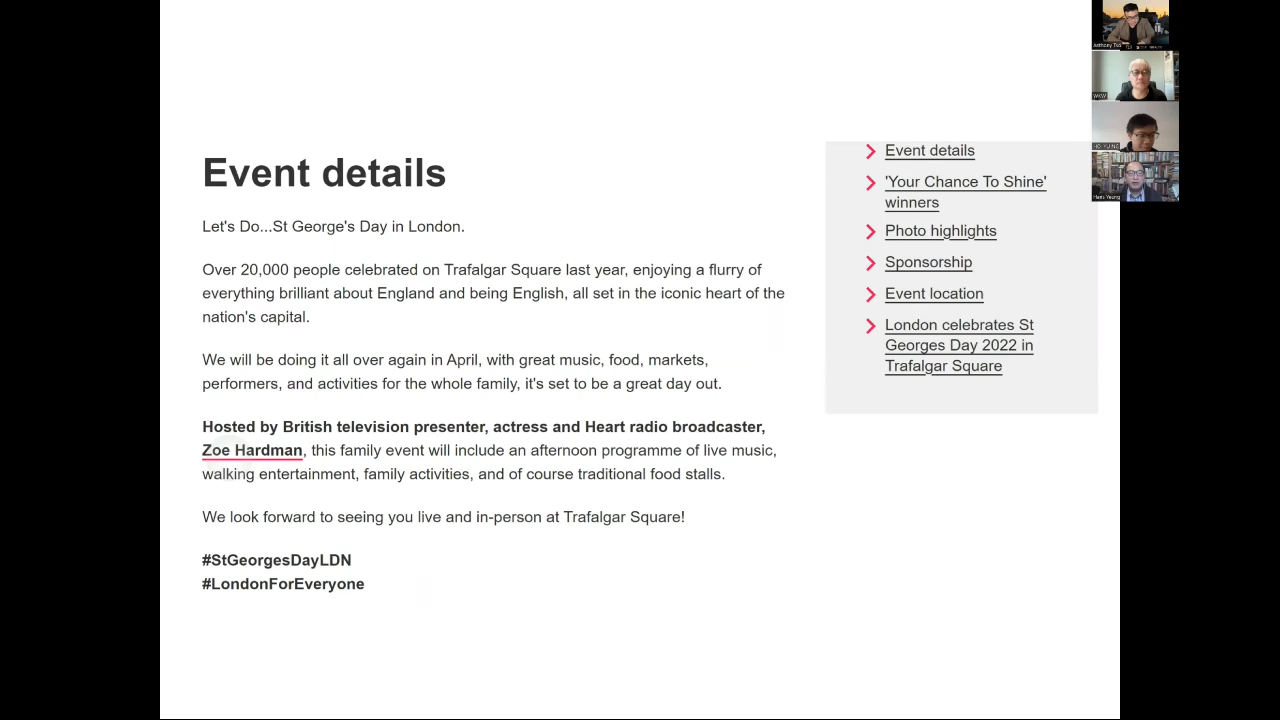 Event details
Let's Do...St George's Day in London.
Over 20,000 people celebrated on Trafalgar Square last year, enjoying a flurry of
everything brilliant about England and being English, all set in the iconic heart of the
nation's capital.
We will be doing it all over again in April, with great music, food, markets,
performers, and activities for the whole family, it's set to be a great day out.
Hosted by British television presenter, actress and Heart radio broadcaster,
Zoe Hardman, this family event will include an afternoon programme of live music,
walking entertainment, family activities, and of course traditional food stalls.
We look forward to seeing you live and in-person at Trafalgar Square!
#StGeorgesDayLDN
#LondonForEveryone
Event details
'Your Chance To Shine'
winners
Photo highlights
Sponsorship
Event location
London celebrates St
Georges Day 2022 in
Trafalgar Square
Anthony
Hans Yeung